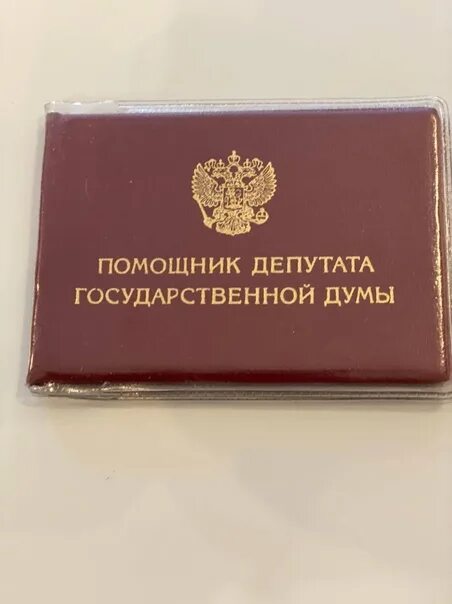 ПОМОЩНИК ДЕПУТАТА
ГОСУДАРСТВЕННОЙ ДУМЫ